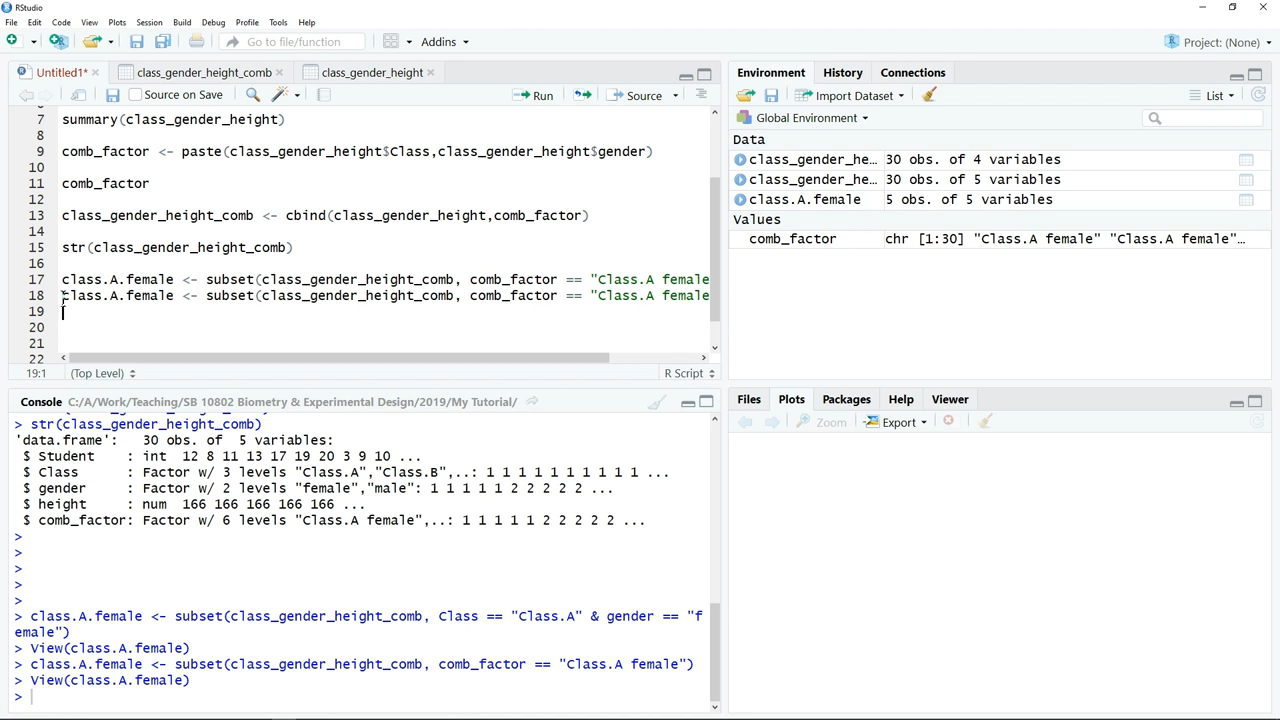 RStudio
File Edit Code View Plots Session Build Debug Profile Tools Help
Go to file/function Addins Project: (None)
Untitled1* class_gender_height_comb class_gender_height
Source on Save Run Source
7 summary(class_gender_height)
8
9 comb_factor <- paste(class_gender_height$Class,class_gender_height$gender)
10
11 comb_factor
12
13 class_gender_height_comb <- cbind(class_gender_height,comb_factor)
14
15 str(class_gender_height_comb)
16
17 class.A.female <- subset(class_gender_height_comb, comb_factor == "Class.A female
18 class.A.female <- subset(class_gender_height_comb, comb_factor == "Class.A female
19
20
21
22
19:1 (Top Level) R Script
Console C:/A/Work/Teaching/SB 10802 Biometry & Experimental Design/2019/My Tutorial/
> str(class_gender_height_comb)
'data.frame': 30 obs. of 5 variables:
$ Student : int 12 8 11 13 17 19 20 3 9 10 ...
$ Class : Factor w/ 3 levels "Class.A","Class.B",..: 1 1 1 1 1 1 1 1 1 1 ...
$ gender : Factor w/ 2 levels "female","male": 1 1 1 1 1 2 2 2 2 2 ...
$ height : num 166 166 166 166 166 ...
$ comb_factor: Factor w/ 6 levels "Class.A female",..: 1 1 1 1 1 2 2 2 2 2 ...
>
>
>
>
>
> class.A.female <- subset(class_gender_height_comb, Class == "Class.A" & gender == "f
emale")
> View(class.A.female)
> class.A.female <- subset(class_gender_height_comb, comb_factor == "Class.A female")
> View(class.A.female)
>
Environment History Connections
Import Dataset List
Global Environment
Data
class_gender_he… 30 obs. of 4 variables
class_gender_he… 30 obs. of 5 variables
class.A.female 5 obs. of 5 variables
Values
comb_factor chr [1:30] "Class.A female" "Class.A female"…
Files Plots Packages Help Viewer
Zoom Export